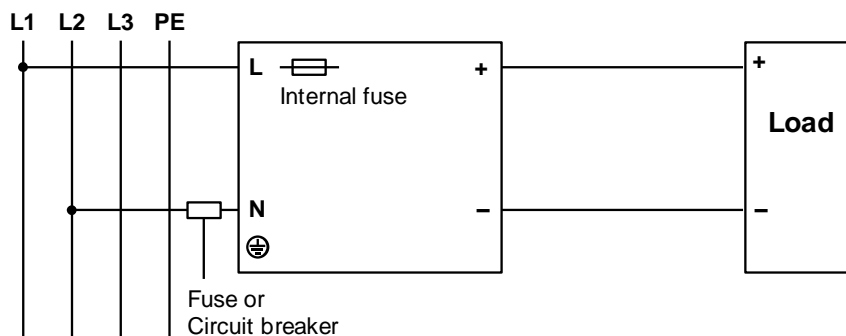 L1 L2 L3 PE
L + +
Internal fuse
Load
N − −
Fuse or
Circuit breaker